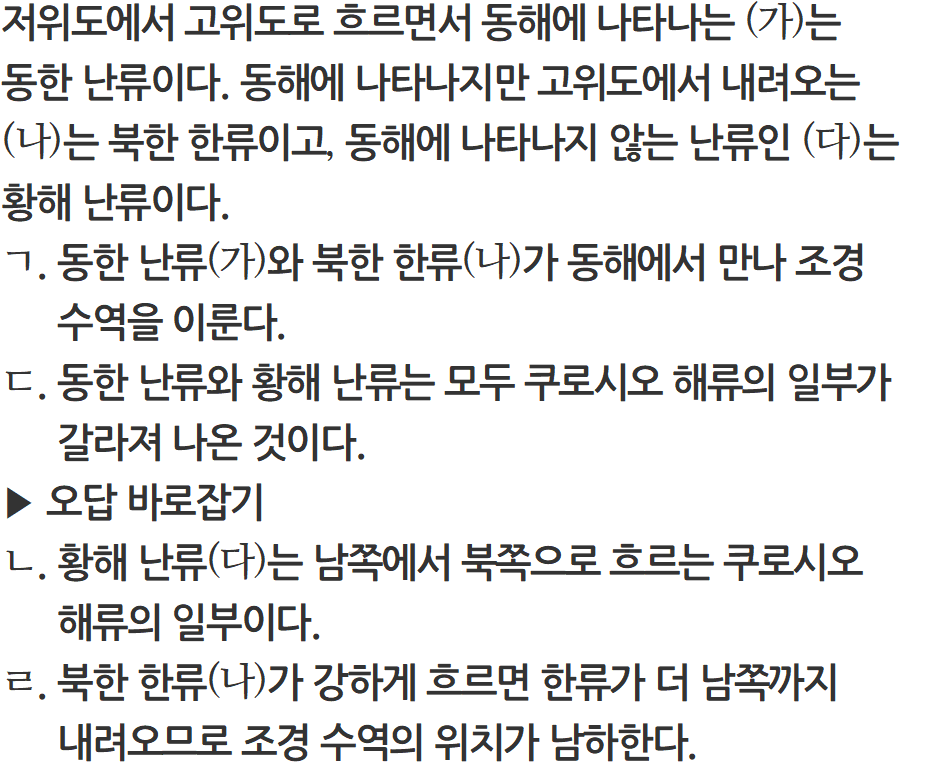 저위도에서 고위도로 흐르면서 동해에 나타나는 (가)는
동한 난류이다. 동해에 나타나지만 고위도에서 내려오는
(나)는 북한 한류이고, 동해에 나타나지 않는 난류인 (다)는
황해 난류이다.
ㄱ. 동한 난류(가)와 북한 한류(나)가 동해에서 만나 조경
수역을 이룬다.
ㄷ. 동한 난류와 황해 난류는 모두 쿠로시오 해류의 일부가
갈라져 나온 것이다.
▶ 오답 바로잡기
ㄴ. 황해 난류(다)는 남쪽에서 북쪽으로 흐르는 쿠로시오
해류의 일부이다.
ㄹ. 북한 한류(나)가 강하게 흐르면 한류가 더 남쪽까지
내려오므로 조경 수역의 위치가 남하한다.